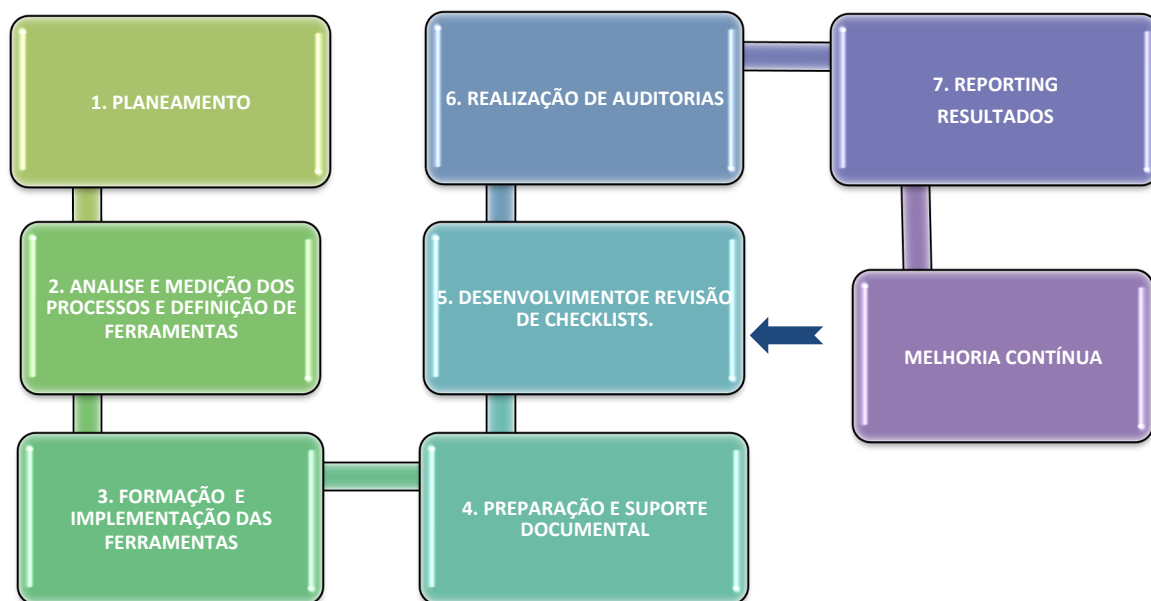 1. PLANEAMENTO
2. ANALISE E MEDIÇÃO DOS
PROCESSOS E DEFINIÇÃO DE
FERRAMENTAS
3. FORMAÇÃO E
IMPLEMENTAÇÃO DAS
FERRAMENTAS
4. PREPARAÇÃO E SUPORTE
DOCUMENTAL
5. DESENVOLVIMENTOE REVISÃO
DE CHECKLISTS.
6. REALIZAÇÃO DE AUDITORIAS
7. REPORTING
RESULTADOS
MELHORIA CONTÍNUA